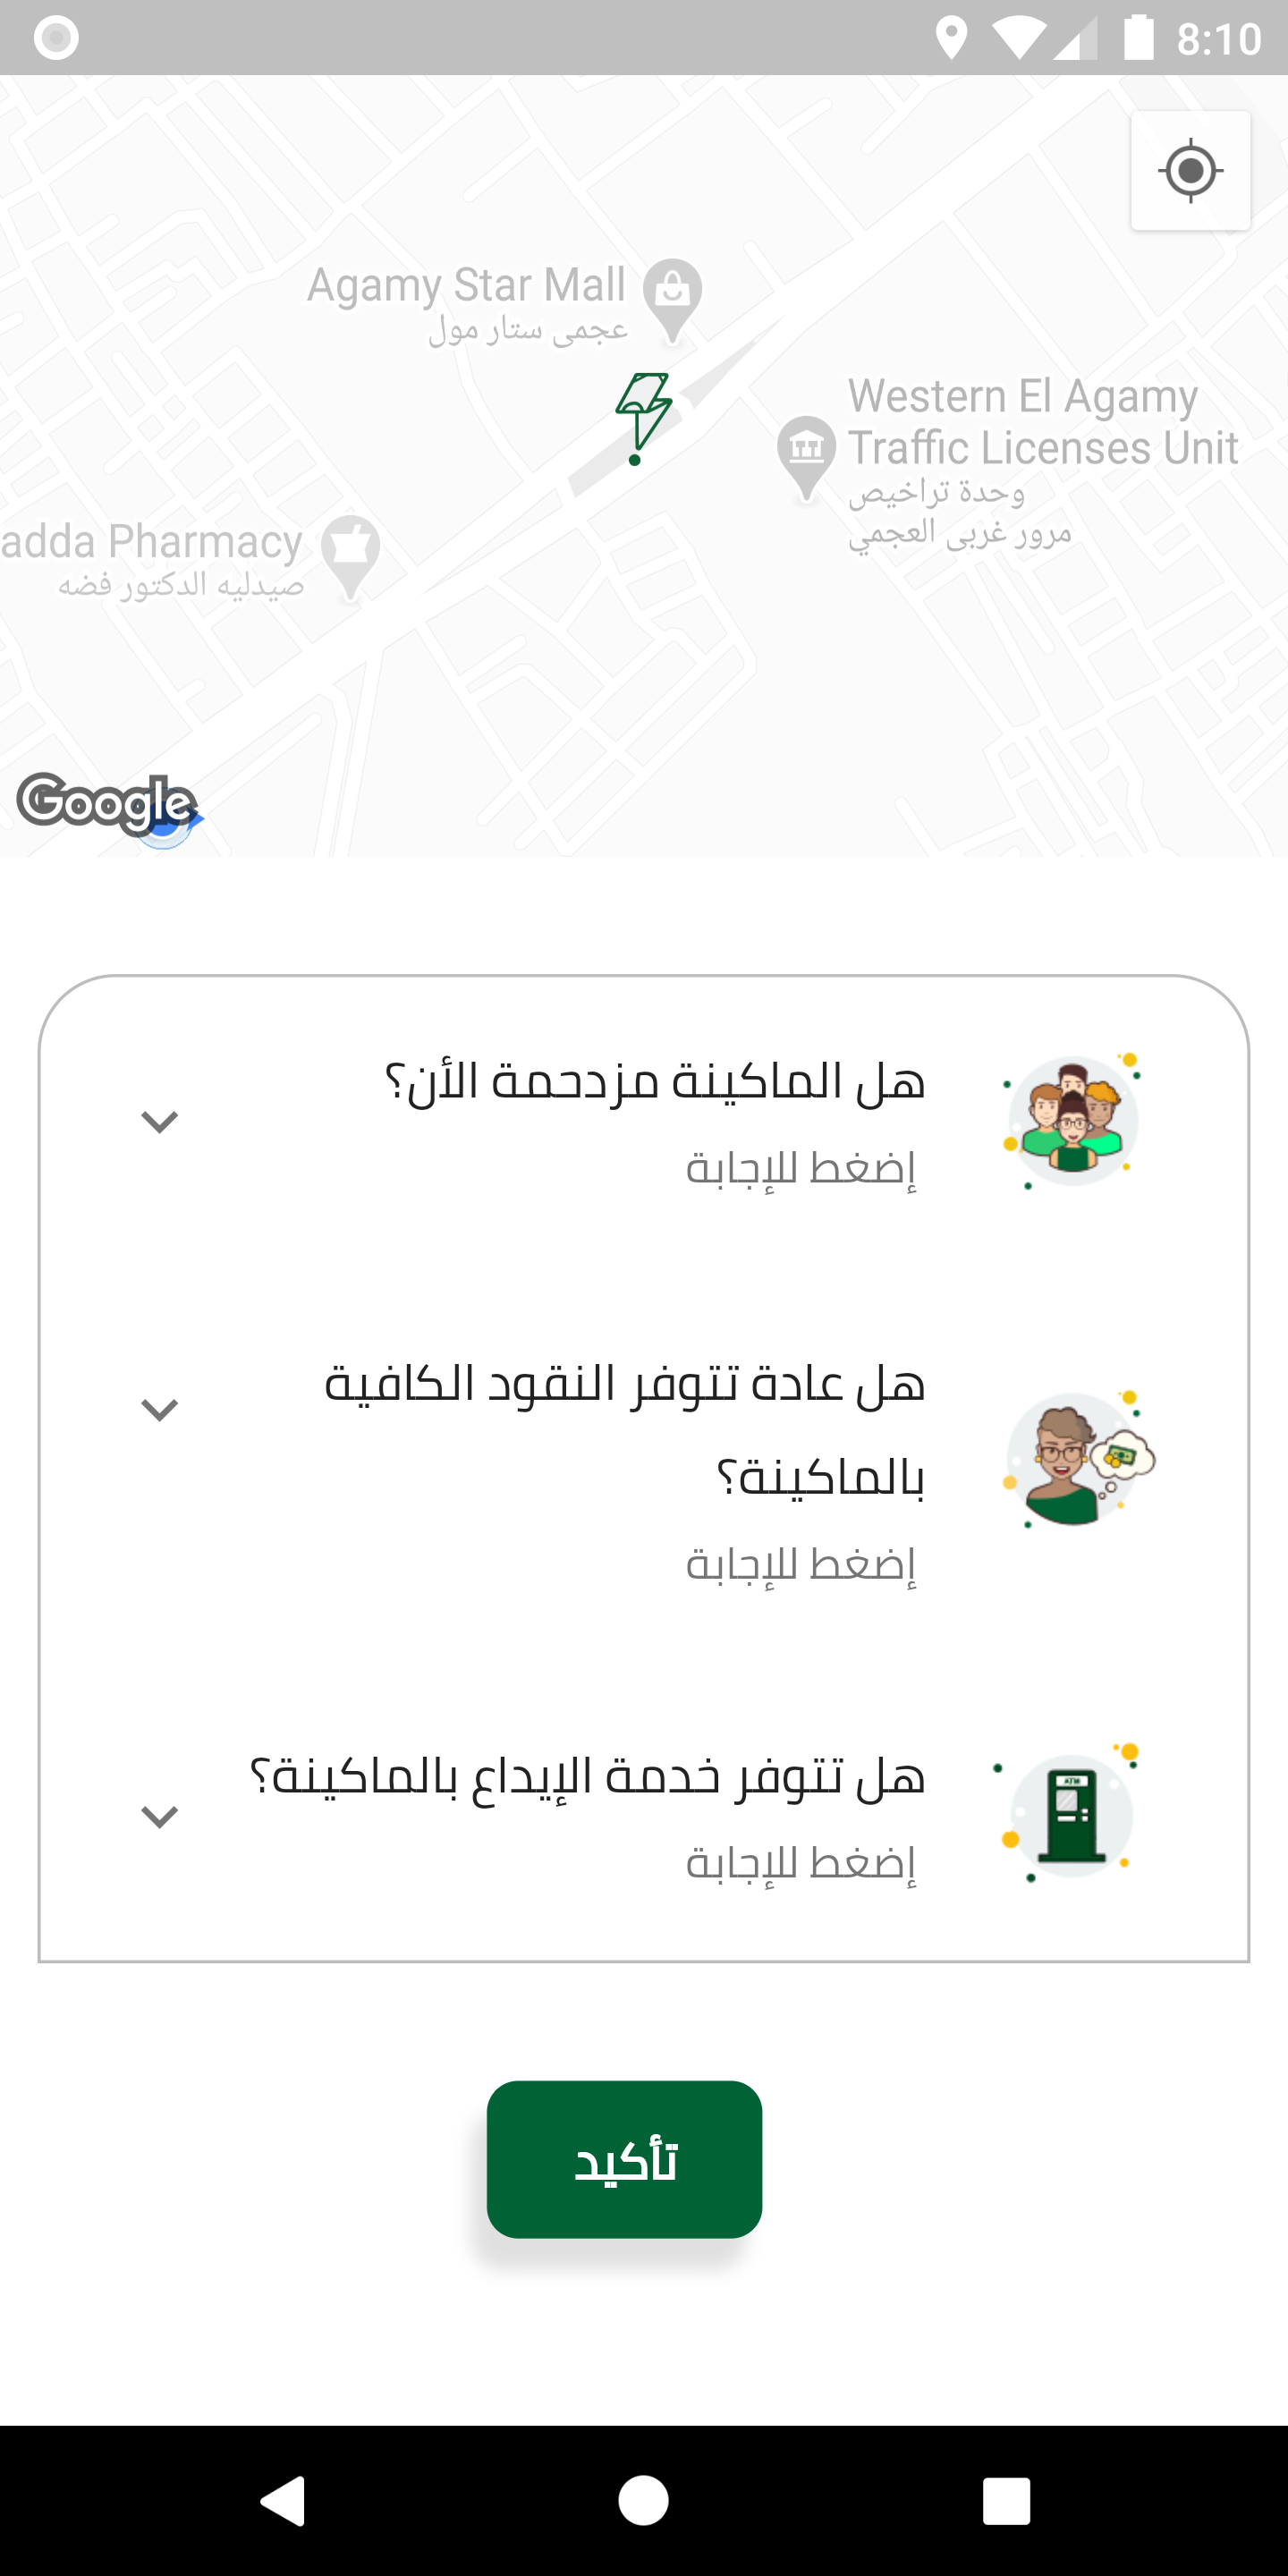 8:10
Agamy Star Mall
عجمى ستار مول
Western El Agamy
Traffic Licenses Unit
وحدة تراخيص
مرور غربى العجمي
adda Pharmacy
صيدليه الدكتور فضه
Google
هل الماكينة مزدحمة الأن؟
إضغط للإجابة
هل عادة تتوفر النقود الكافية
بالماكينة؟
إضغط للإجابة
هل تتوفر خدمة الإيداع بالماكينة؟
إضغط للإجابة
ATM
تأكيد